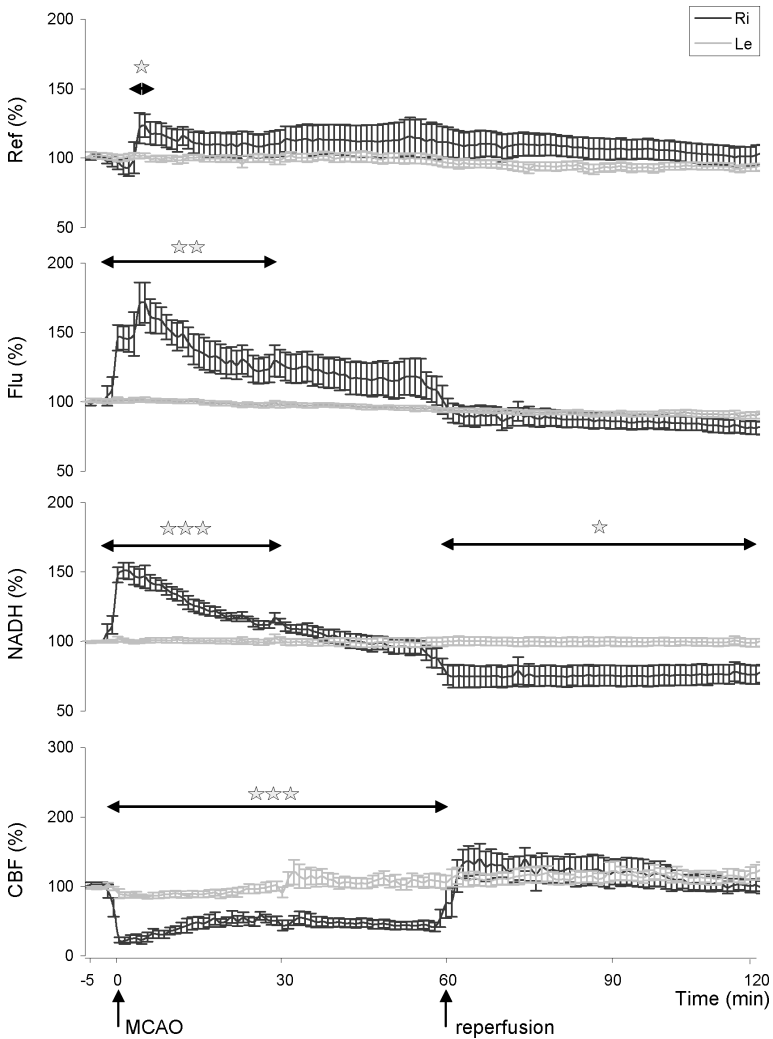 Ri
Le
200
☆
150
100
50
Ref (%)
☆☆
200
150
100
50
Flu (%)
200
☆☆☆
☆
150
100
50
NADH (%)
300
☆☆☆
200
100
0
CBF (%)
-5 0 30 60 90 120
Time (min)
MCAO reperfusion